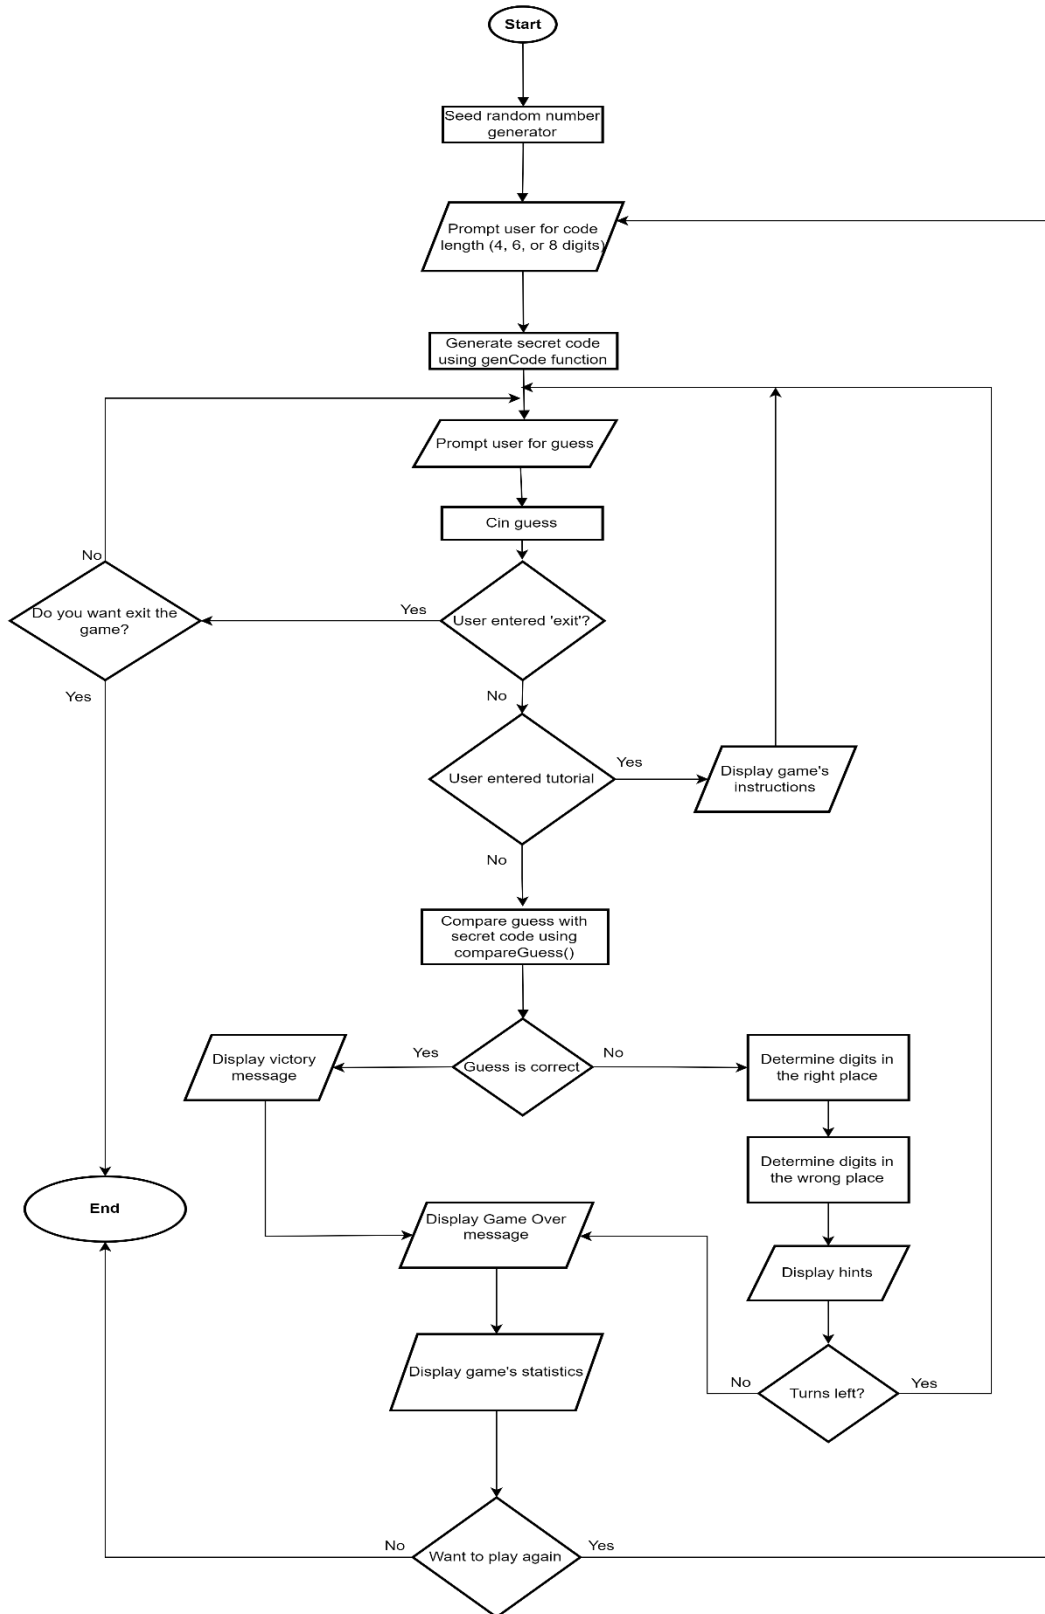 Start
Seed random number
generator
Prompt user for code
length (4, 6, or 8 digits)
Generate secret code
using genCode function
Prompt user for guess
Cin guess
No
Do you want exit the
game?
Yes
User entered 'exit'?
Yes
No
User entered tutorial
Yes
Display game's
instructions
No
Compare guess with
secret code using
compareGuess()
Display victory
message
Yes
Guess is correct
No
Determine digits in
the right place
Determine digits in
the wrong place
End
Display Game Over
message
Display hints
Display game's statistics
No
Turns left?
Yes
No
Want to play again
Yes